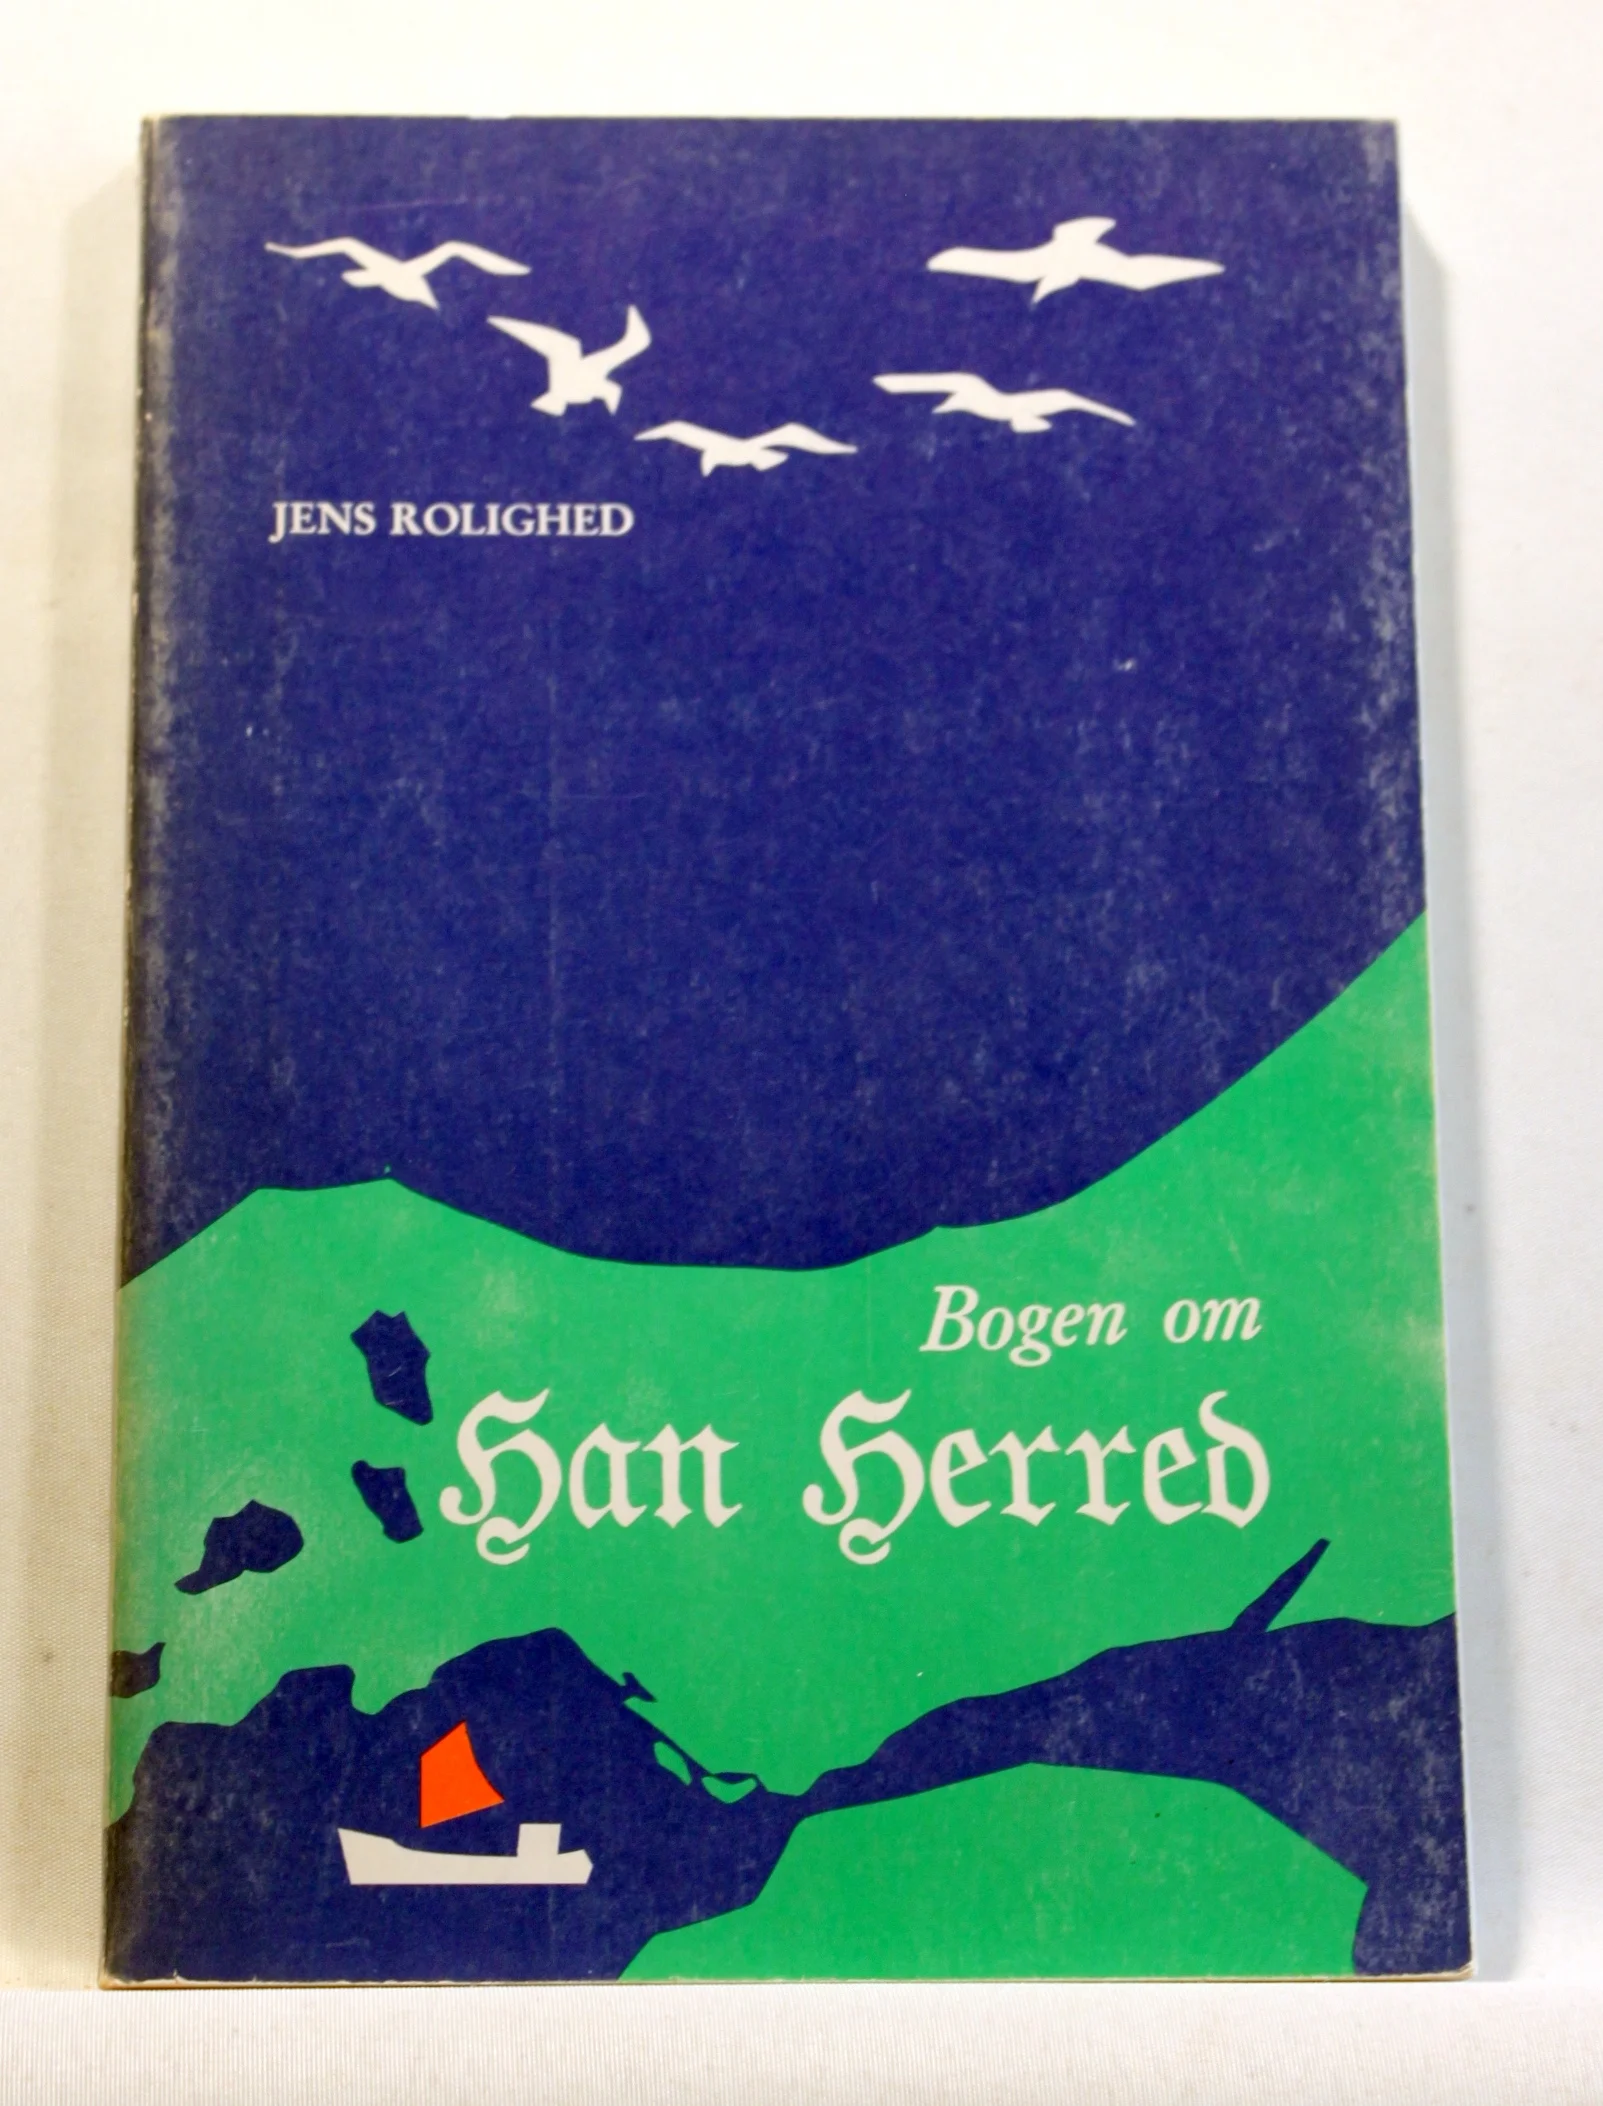 JENS ROLIGHED
Bogen om
Han Herred